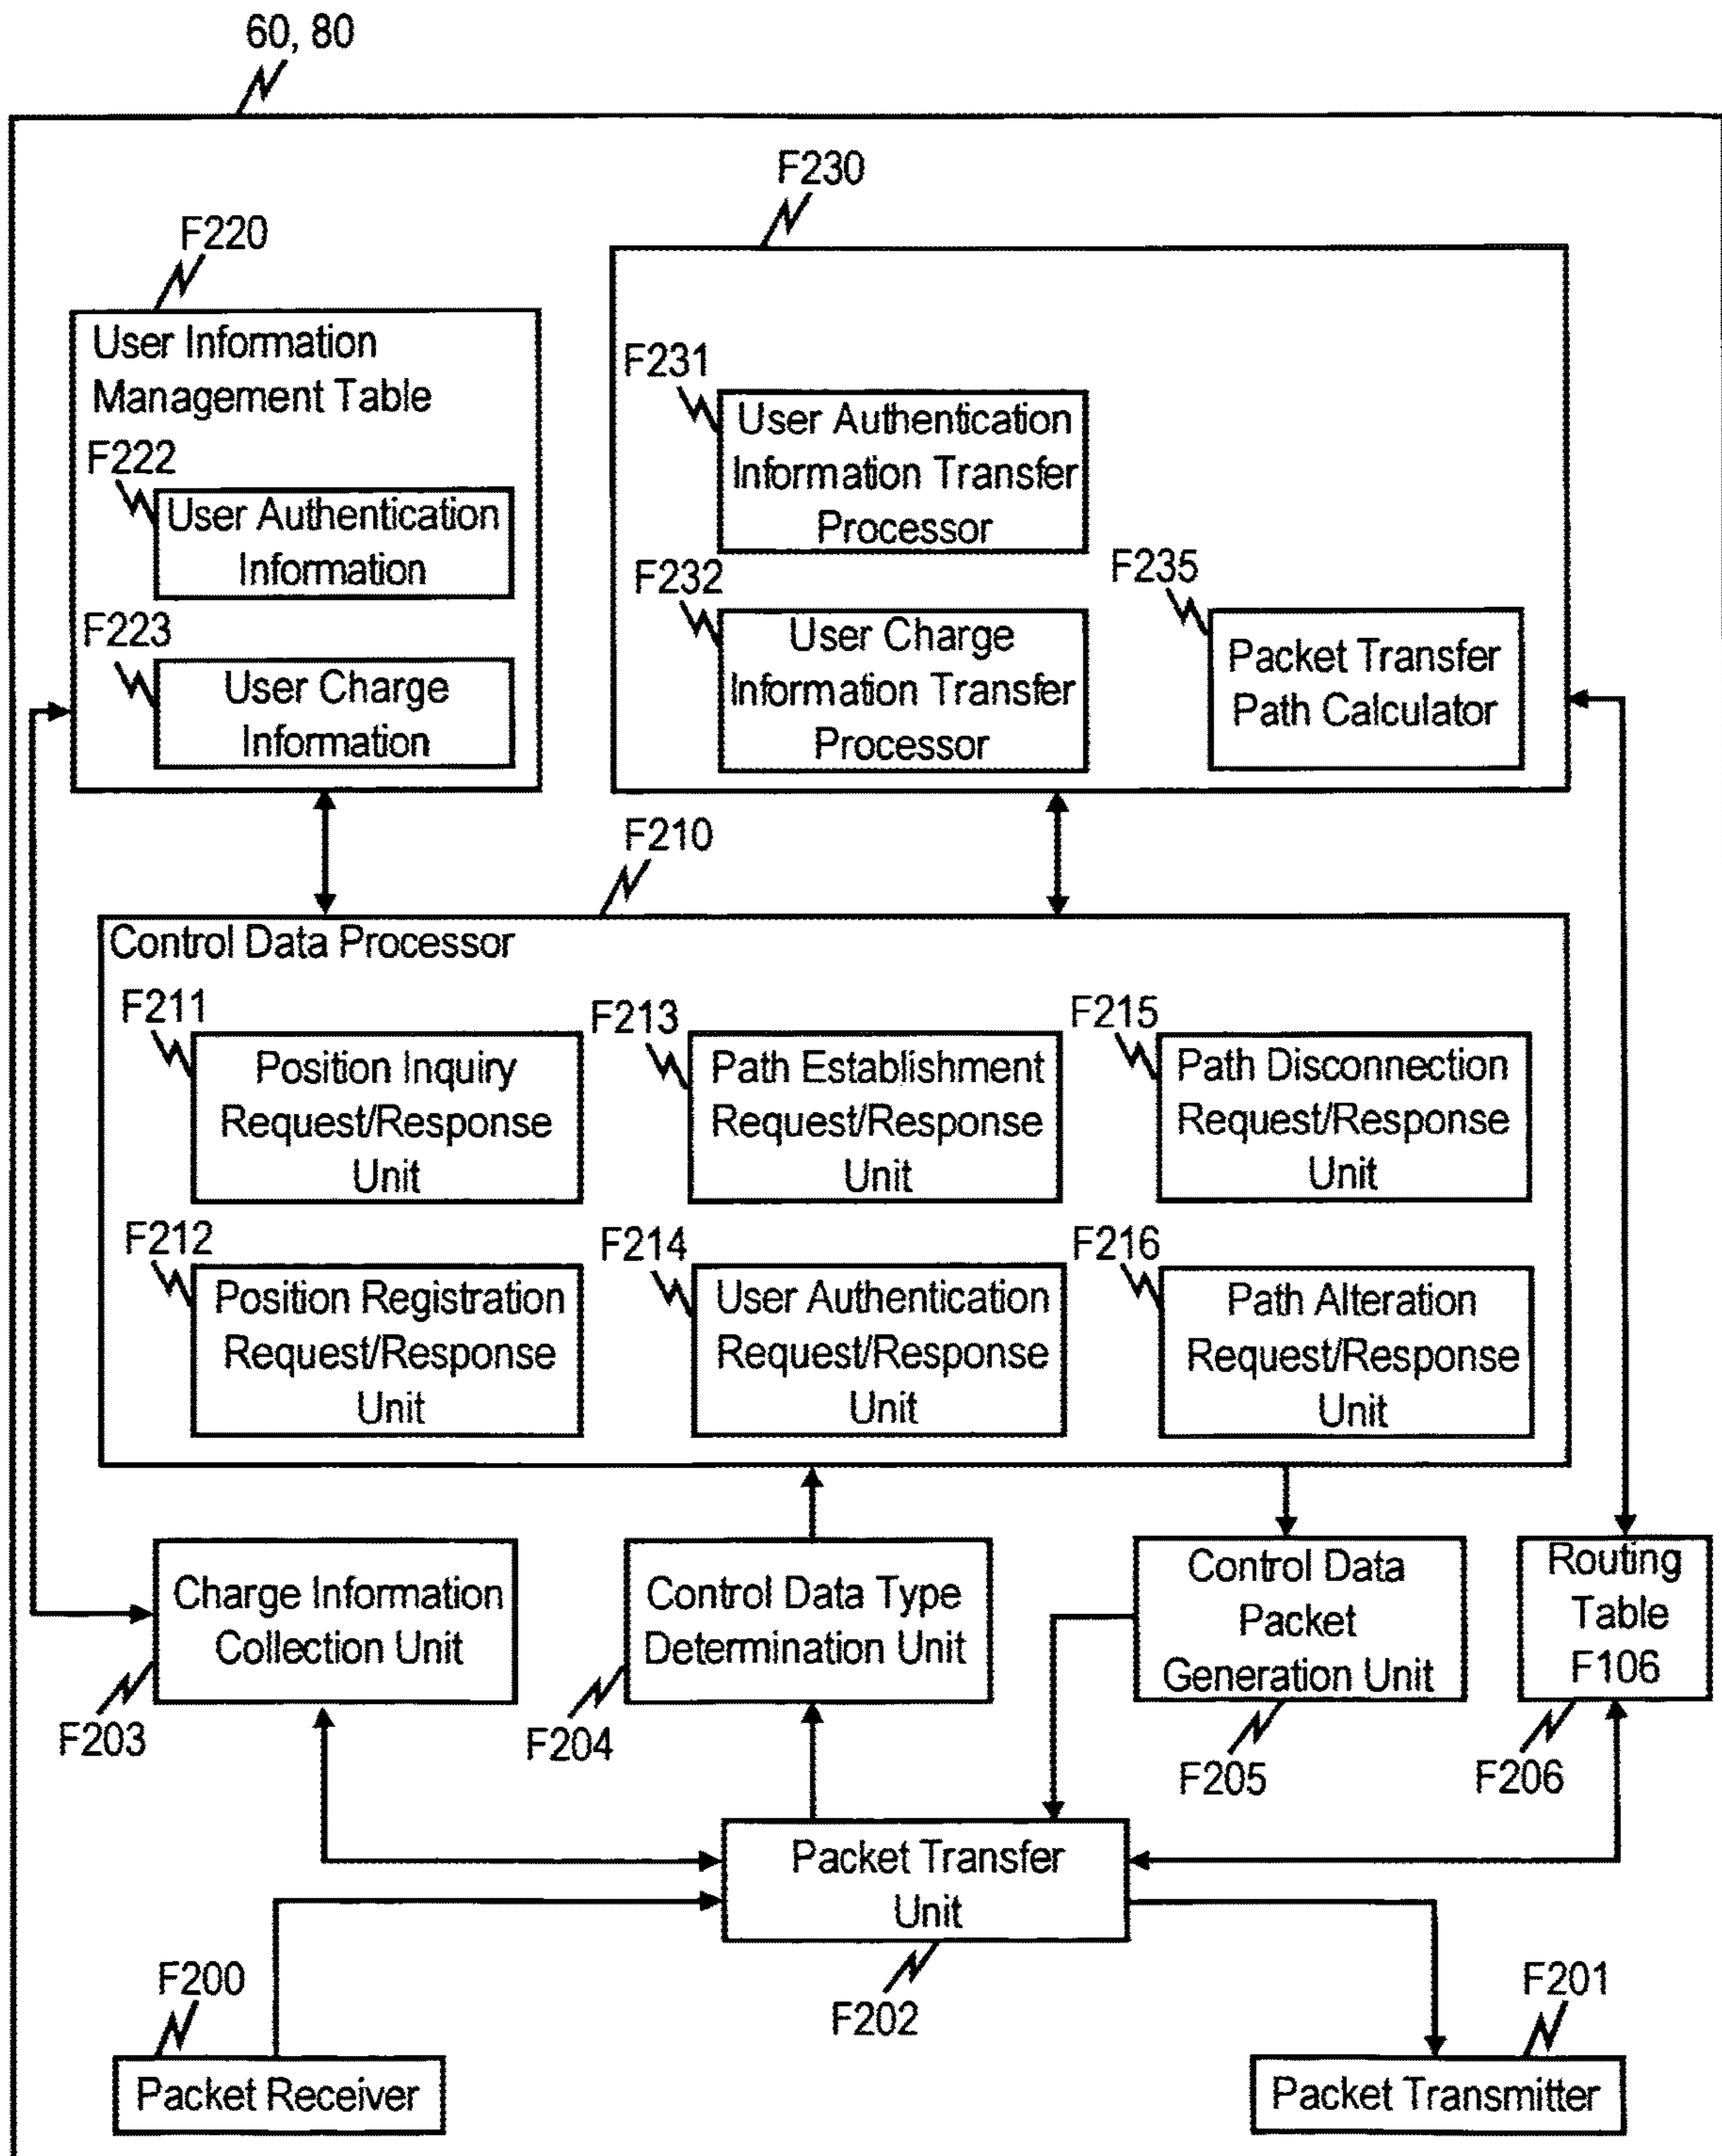 60, 80
F230
F220
User Information
Management Table
F231
User Authentication
Information Transfer
Processor
F222
User Authentication
Information
F232
User Charge
Information Transfer
Processor
F235
Packet Transfer
Path Calculator
F223
User Charge
Information
F210
Control Data Processor
F211
Position Inquiry
Request/Response
Unit
F213
Path Establishment
Request/Response
Unit
F215
Path Disconnection
Request/Response
Unit
F212
Position Registration
Request/Response
Unit
F214
User Authentication
Request/Response
Unit
F216
Path Alteration
Request/Response
Unit
Charge Information
Collection Unit
F203
Control Data Type
Determination Unit
F204
Control Data
Packet
Generation Unit
F205
Routing
Table
F106
F206
Packet Transfer
Unit
F202
F200
Packet Receiver
F201
Packet Transmitter